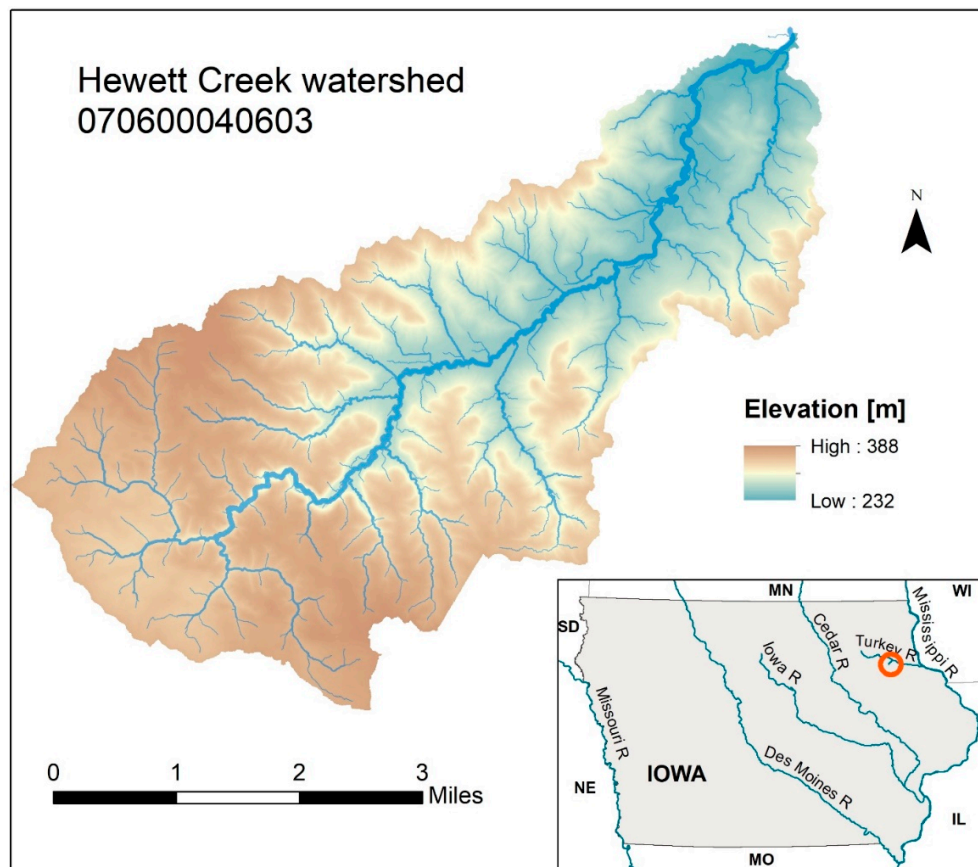 Hewett Creek watershed
070600040603
N
Elevation [m]
High : 388
Low : 232
0 1 2 3
Miles
MN
WI
SD
Mississippi R
Cedar R
Turkey R
Iowa R
Missouri R
Des Moines R
IOWA
NE
IL
MO